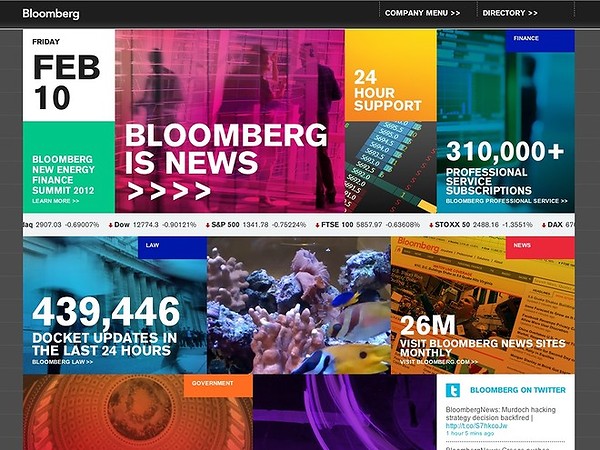 Bloomberg
COMPANY MENU >>
DIRECTORY >>
FRIDAY
FEB
10
BLOOMBERG
NEW ENERGY
FINANCE
SUMMIT 2012
LEARN MORE >>
BLOOMBERG
IS NEWS
>>>>
24
HOUR
SUPPORT
FINANCE
310,000+
PROFESSIONAL
SERVICE
SUBSCRIPTIONS
BLOOMBERG PROFESSIONAL SERVICE >>
2907.03 -0.69007% Dow 12774.3 -0.90121% S&P 500 1341.78 -0.75224% FTSE 100 5857.97 -0.63608% STOXX 50 2488.16 -1.3551% DAX
LAW
439,446
DOCKET UPDATES IN
THE LAST 24 HOURS
BLOOMBERG LAW >>
NEWS
Bloomberg
26M
VISIT BLOOMBERG NEWS SITES
MONTHLY
VISIT BLOOMBERG.COM >>
GOVERNMENT
BLOOMBERG ON TWITTER
BloombergNews: Murdoch hacking
strategy decision backfired |
http://t.co/S7hkcoJw
1 hour 5 mins ago